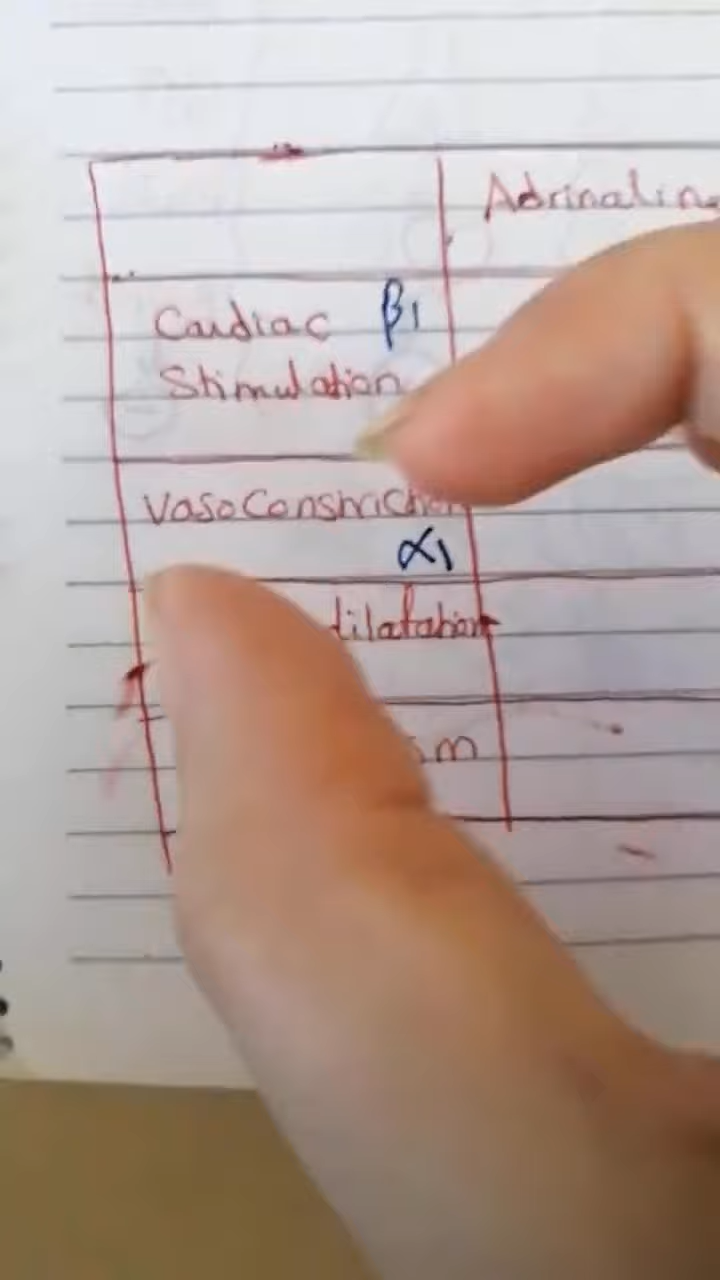 Adrinalin
Cardiac β1
Stimulation
Vasoconstriction
α1
dilatation